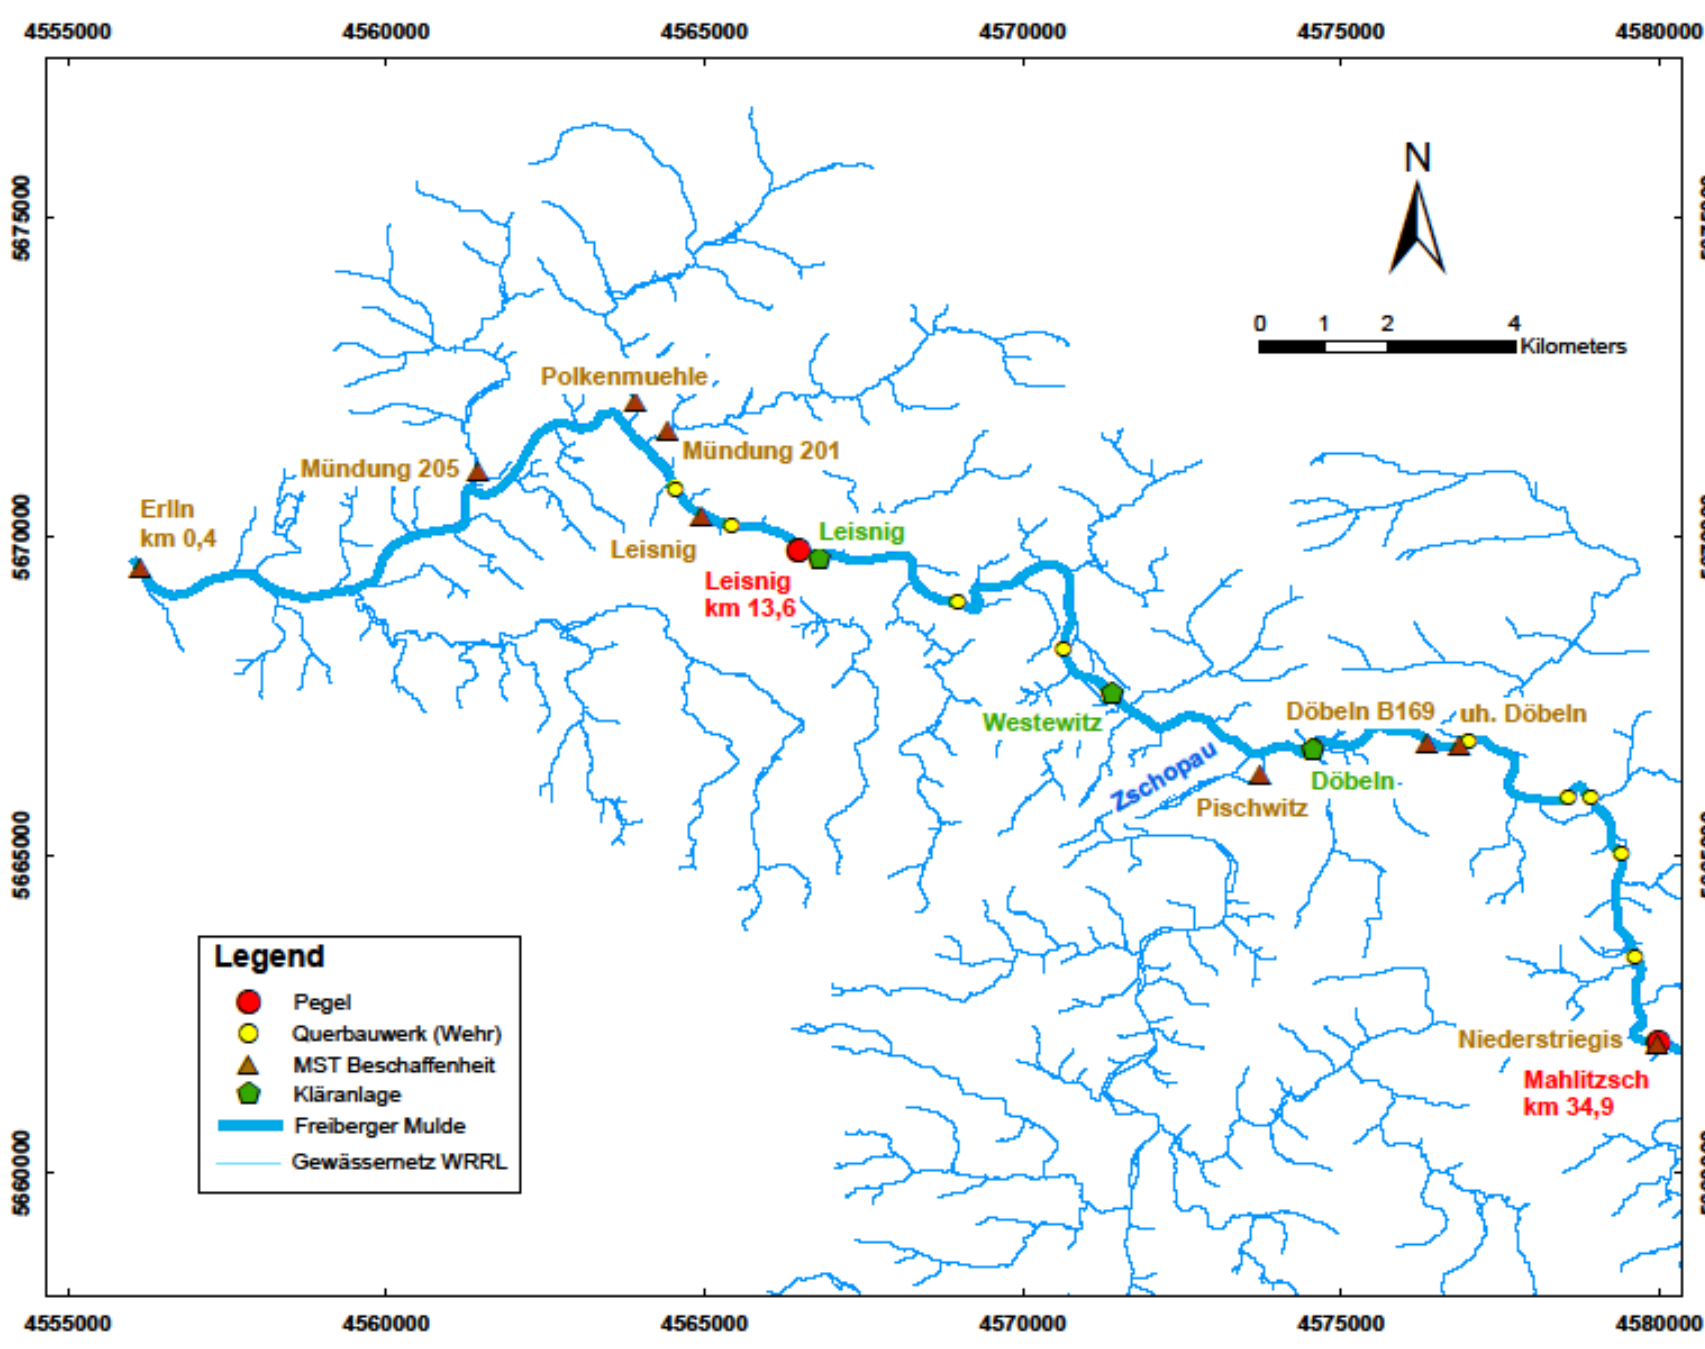 4555000 4560000 4565000 4570000 4575000 4580000
5675000
N
0 1 2 4
Kilometers
Polkenmuehle
Mündung 201
Mündung 205
Erlln
km 0,4
5670000
Leisnig
Leisnig
Leisnig
km 13,6
Westewitz
Döbeln B169
uh. Döbeln
Zschopau
Döbeln
Pischwitz
5665000
Niederstriegis
Mahlitzsch
km 34,9
Legend
Pegel
Querbauwerk (Wehr)
MST Beschaffenheit
Kläranlage
Freiberger Mulde
Gewässernetz WRRL
5660000
4555000 4560000 4565000 4570000 4575000 4580000